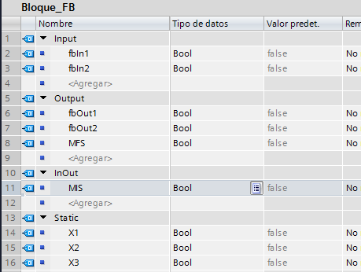 Bloque_FB
Nombre Tipo de datos Valor predet. Rem
1 Input
2 fbIn1 Bool false No
3 fbIn2 Bool false No
4 <Agregar>
5 Output
6 fbOut1 Bool false No
7 fbOut2 Bool false No
8 MFS Bool false No
9 <Agregar>
10 InOut
11 MS Bool false No
12 <Agregar>
13 Static
14 X1 Bool false No
15 X2 Bool false No
16 X3 Bool false No